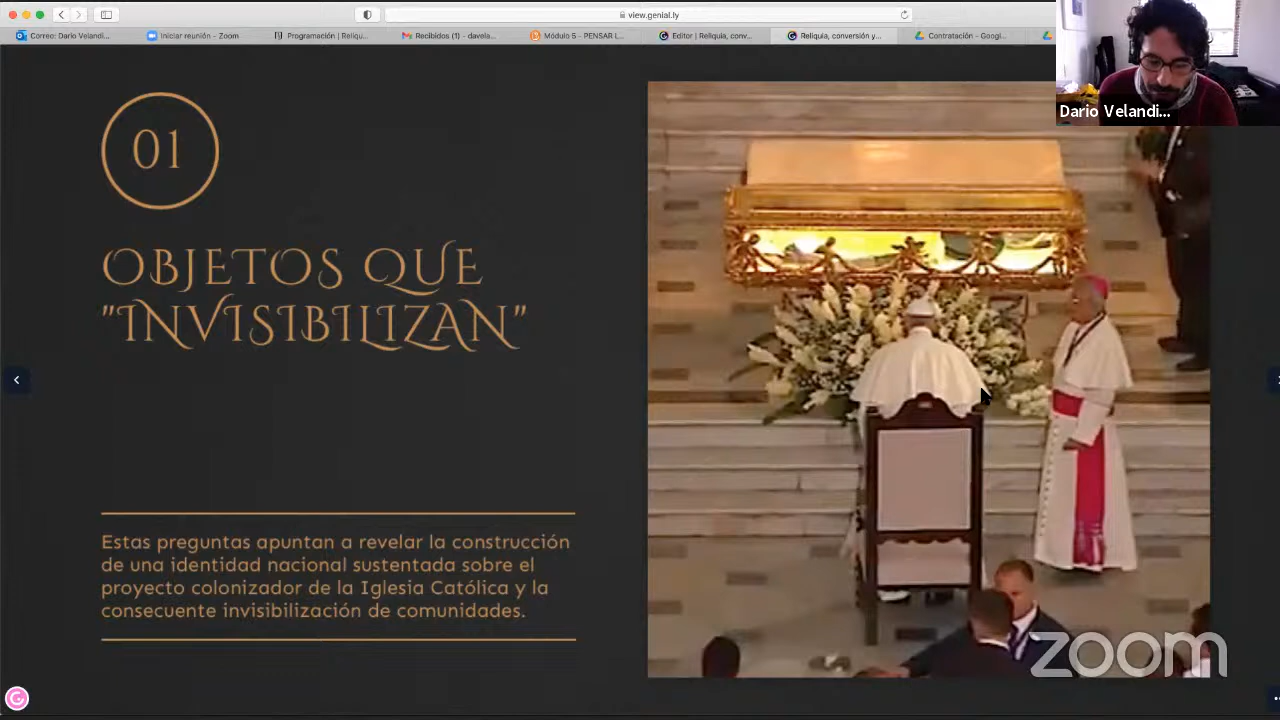 view.genial.ly
Correo: Dario Velandi...
Iniciar reunión - Zoom
Programación | Reliqu...
Recibidos (1) - davela...
Módulo 5 - PENSAR L...
Editor | Reliquia, conv...
Reliquia, conversión y...
Contratación - Googl...
Dario Velandi...
01
OBJETOS QUE
"INVISIBILIZAN"
Estas preguntas apuntan a revelar la construcción
de una identidad nacional sustentada sobre el
proyecto colonizador de la Iglesia Católica y la
consecuente invisibilización de comunidades.
zoom